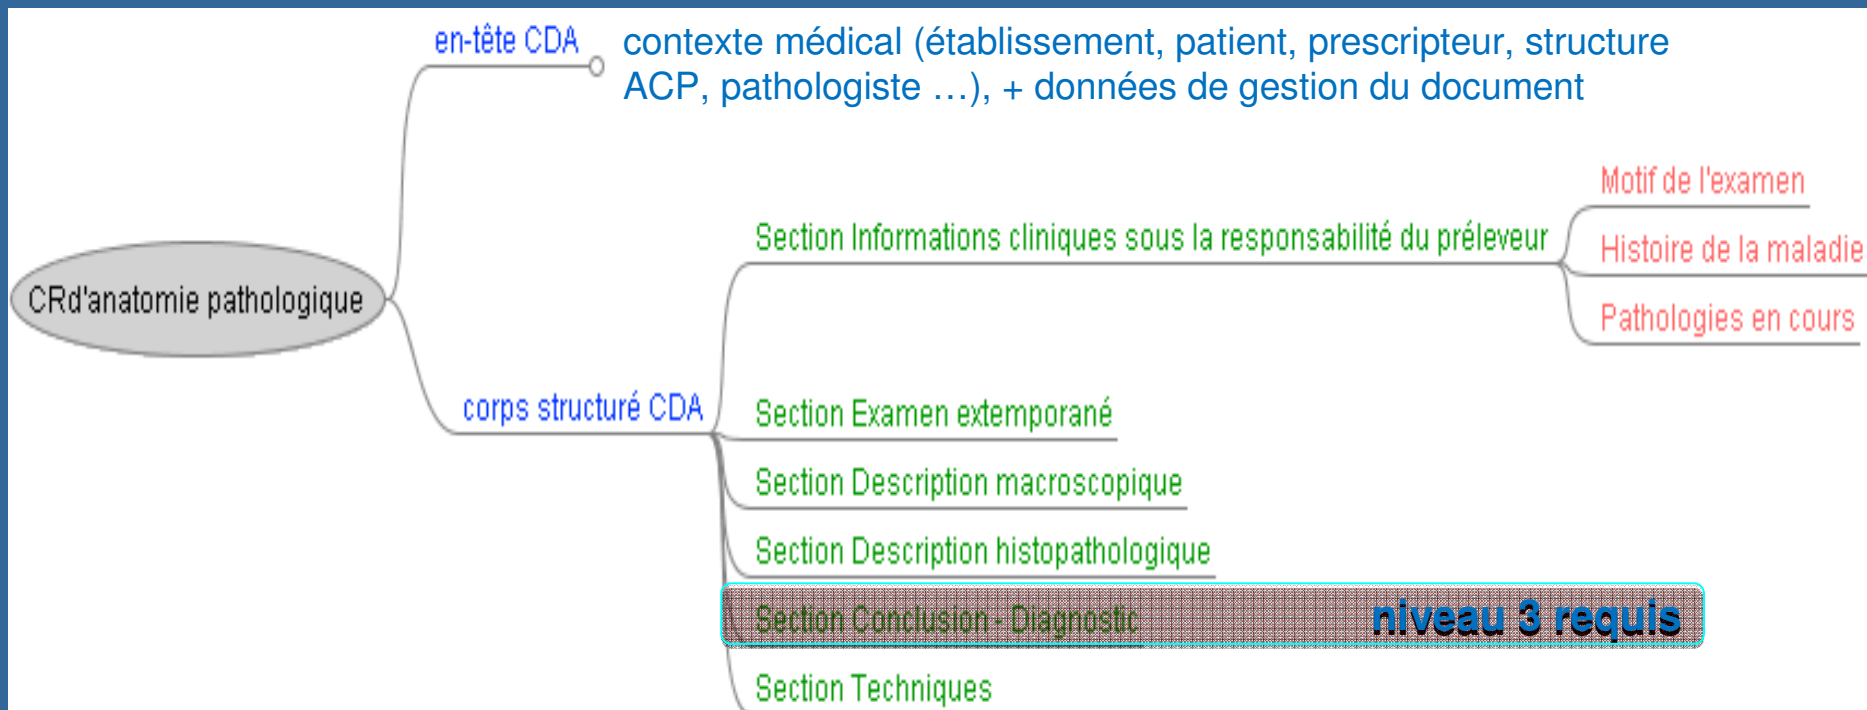 en-tête CDA
contexte médical (établissement, patient, prescripteur, structure
ACP, pathologiste …), + données de gestion du document
Motif de l'examen
Section Informations cliniques sous la responsabilité du préleveur
Histoire de la maladie
CRd'anatomie pathologique
Pathologies en cours
corps structuré CDA
Section Examen extemporané
Section Description macroscopique
Section Description histopathologique
Section Conclusion - Diagnostic
niveau 3 requis
Section Techniques